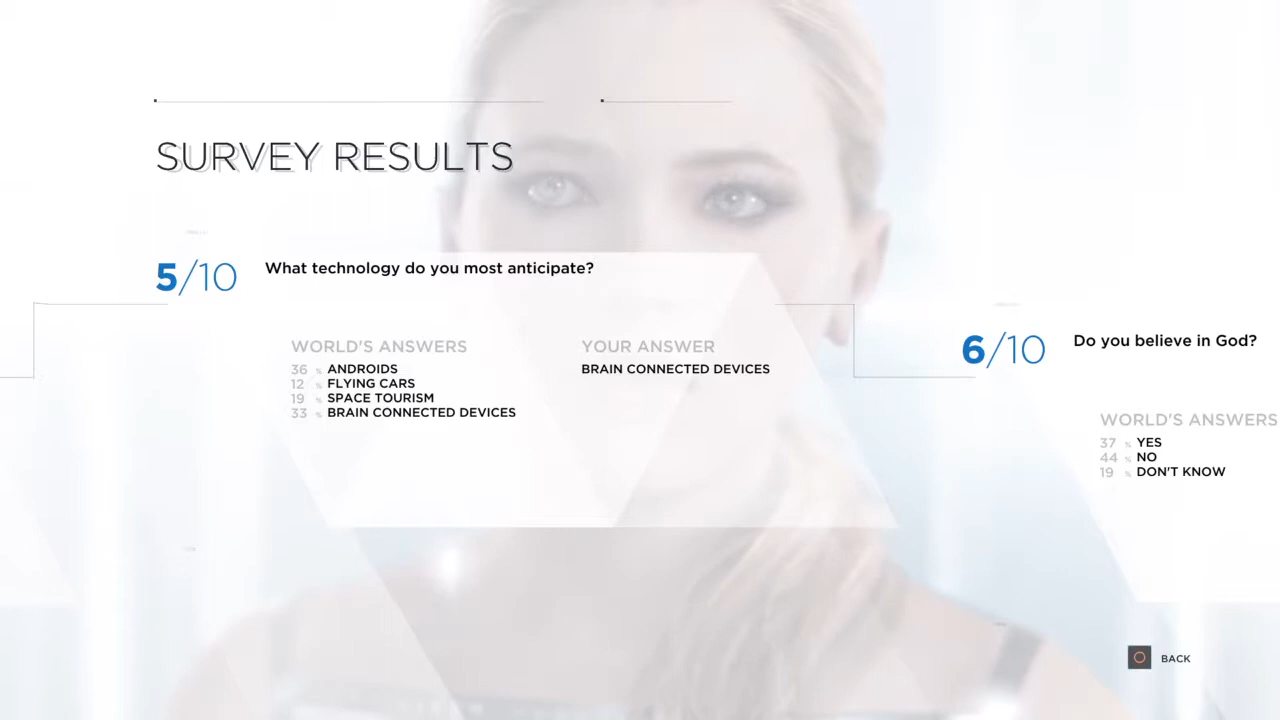 SURVEY RESULTS
5/10
What technology do you most anticipate?
WORLD'S ANSWERS
36 % ANDROIDS
12 % FLYING CARS
19 % SPACE TOURISM
33 % BRAIN CONNECTED DEVICES
YOUR ANSWER
BRAIN CONNECTED DEVICES
6/10
Do you believe in God?
WORLD'S ANSWERS
37 % YES
44 % NO
19 % DON'T KNOW
BACK